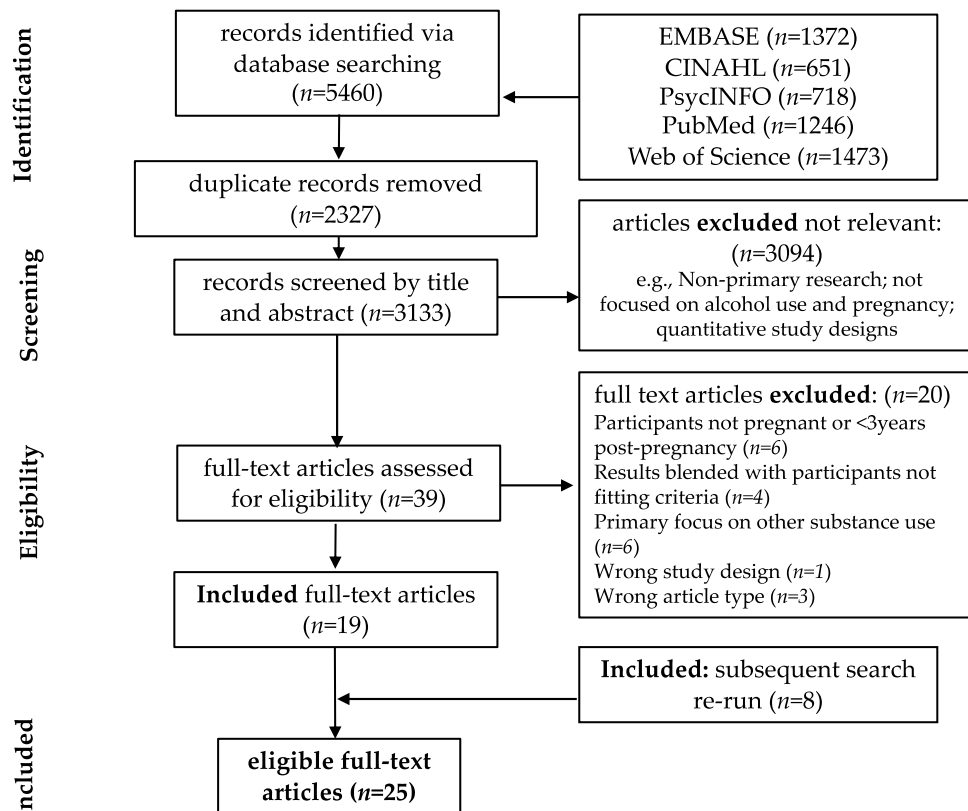 Identification
records identified via
database searching
(n=5460)
EMBASE (n=1372)
CINAHL (n=651)
PsycINFO (n=718)
PubMed (n=1246)
Web of Science (n=1473)
duplicate records removed
(n=2327)
Screening
records screened by title
and abstract (n=3133)
articles excluded not relevant:
(n=3094)
e.g., Non-primary research; not
focused on alcohol use and pregnancy;
quantitative study designs
Eligibility
full-text articles assessed
for eligibility (n=39)
full text articles excluded: (n=20)
Participants not pregnant or <3years
post-pregnancy (n=6)
Results blended with participants not
fitting criteria (n=4)
Primary focus on other substance use
(n=6)
Wrong study design (n=1)
Wrong article type (n=3)
Included full-text articles
(n=19)
Included: subsequent search
re-run (n=8)
ncluded
eligible full-text
articles (n=25)